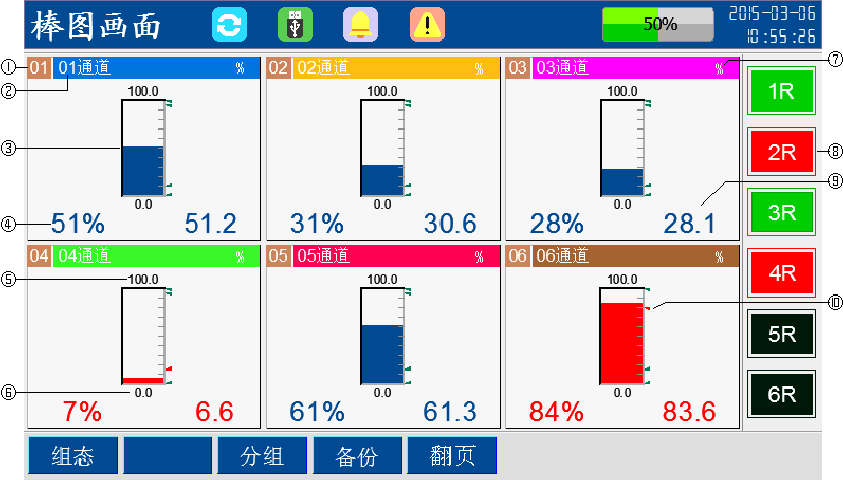 棒图画面 50% 2015-03-06
10:55:26
① 01 01通道 % 02 02通道 % 03 03通道 % ⑦
②
100.0 100.0 100.0 1R
③ 2R ⑧
⑨
0.0 0.0 0.0
④ 51% 51.2 31% 30.6 28% 28.1 3R
04 04通道 % 05 05通道 % 06 06通道 %
⑤ 100.0 100.0 100.0 4R
⑩
5R
⑥ 0.0 0.0 0.0 6R
7% 6.6 61% 61.3 84% 83.6
组态 分组 备份 翻页